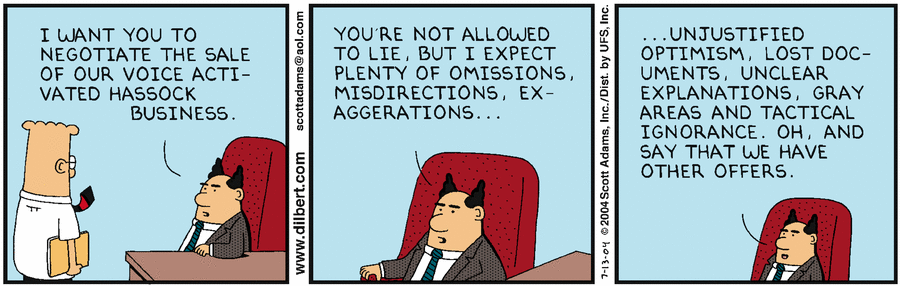 I WANT YOU TO
NEGOTIATE THE SALE
OF OUR VOICE ACTI-
VATED HASSOCK
BUSINESS.
www.dilbert.com
scottadams@aol.com
YOU'RE NOT ALLOWED
TO LIE, BUT I EXPECT
PLENTY OF OMISSIONS,
MISDIRECTIONS, EX-
AGGERATIONS...
7-13-04 © 2004 Scott Adams, Inc./Dist. by UFS, Inc.
...UNJUSTIFIED
OPTIMISM, LOST DOC-
UMENTS, UNCLEAR
EXPLANATIONS, GRAY
AREAS AND TACTICAL
IGNORANCE. OH, AND
SAY THAT WE HAVE
OTHER OFFERS.